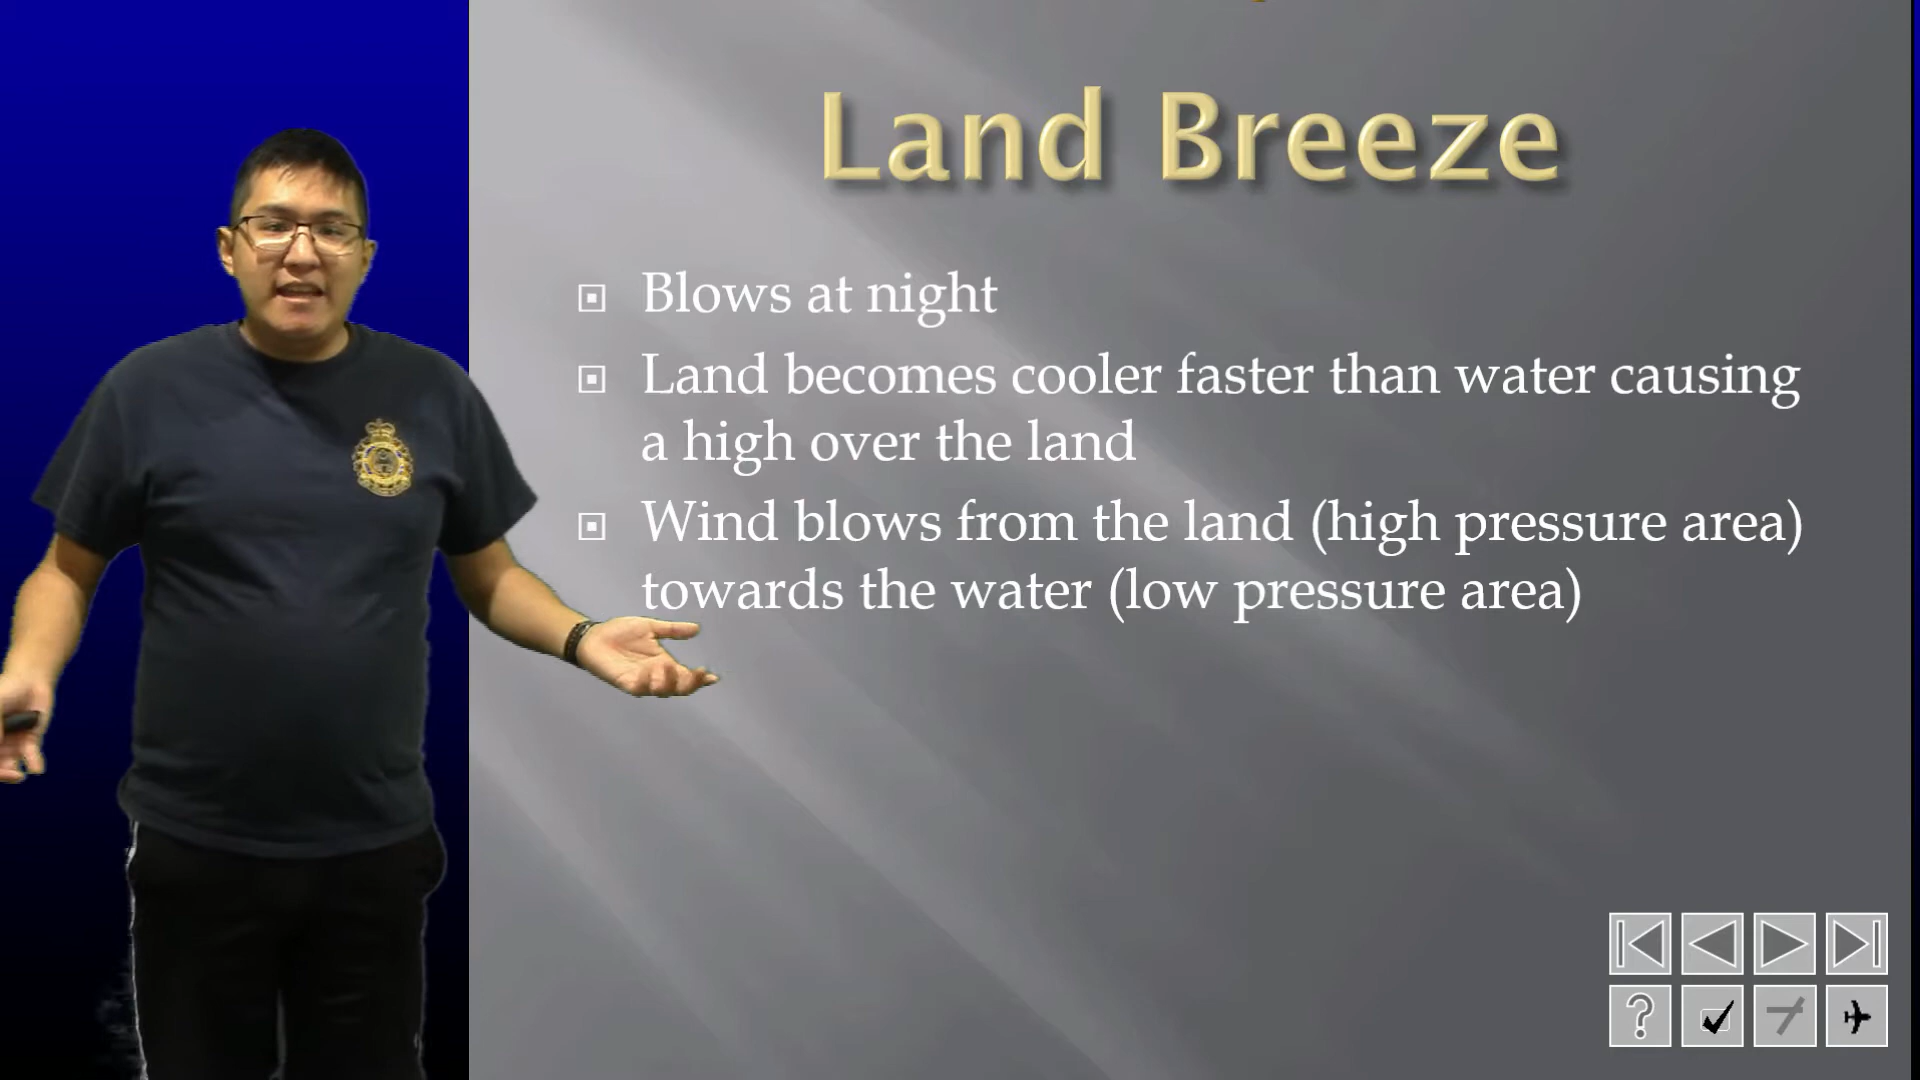 Land Breeze
Blows at night
Land becomes cooler faster than water causing
a high over the land
Wind blows from the land (high pressure area)
towards the water (low pressure area)
?